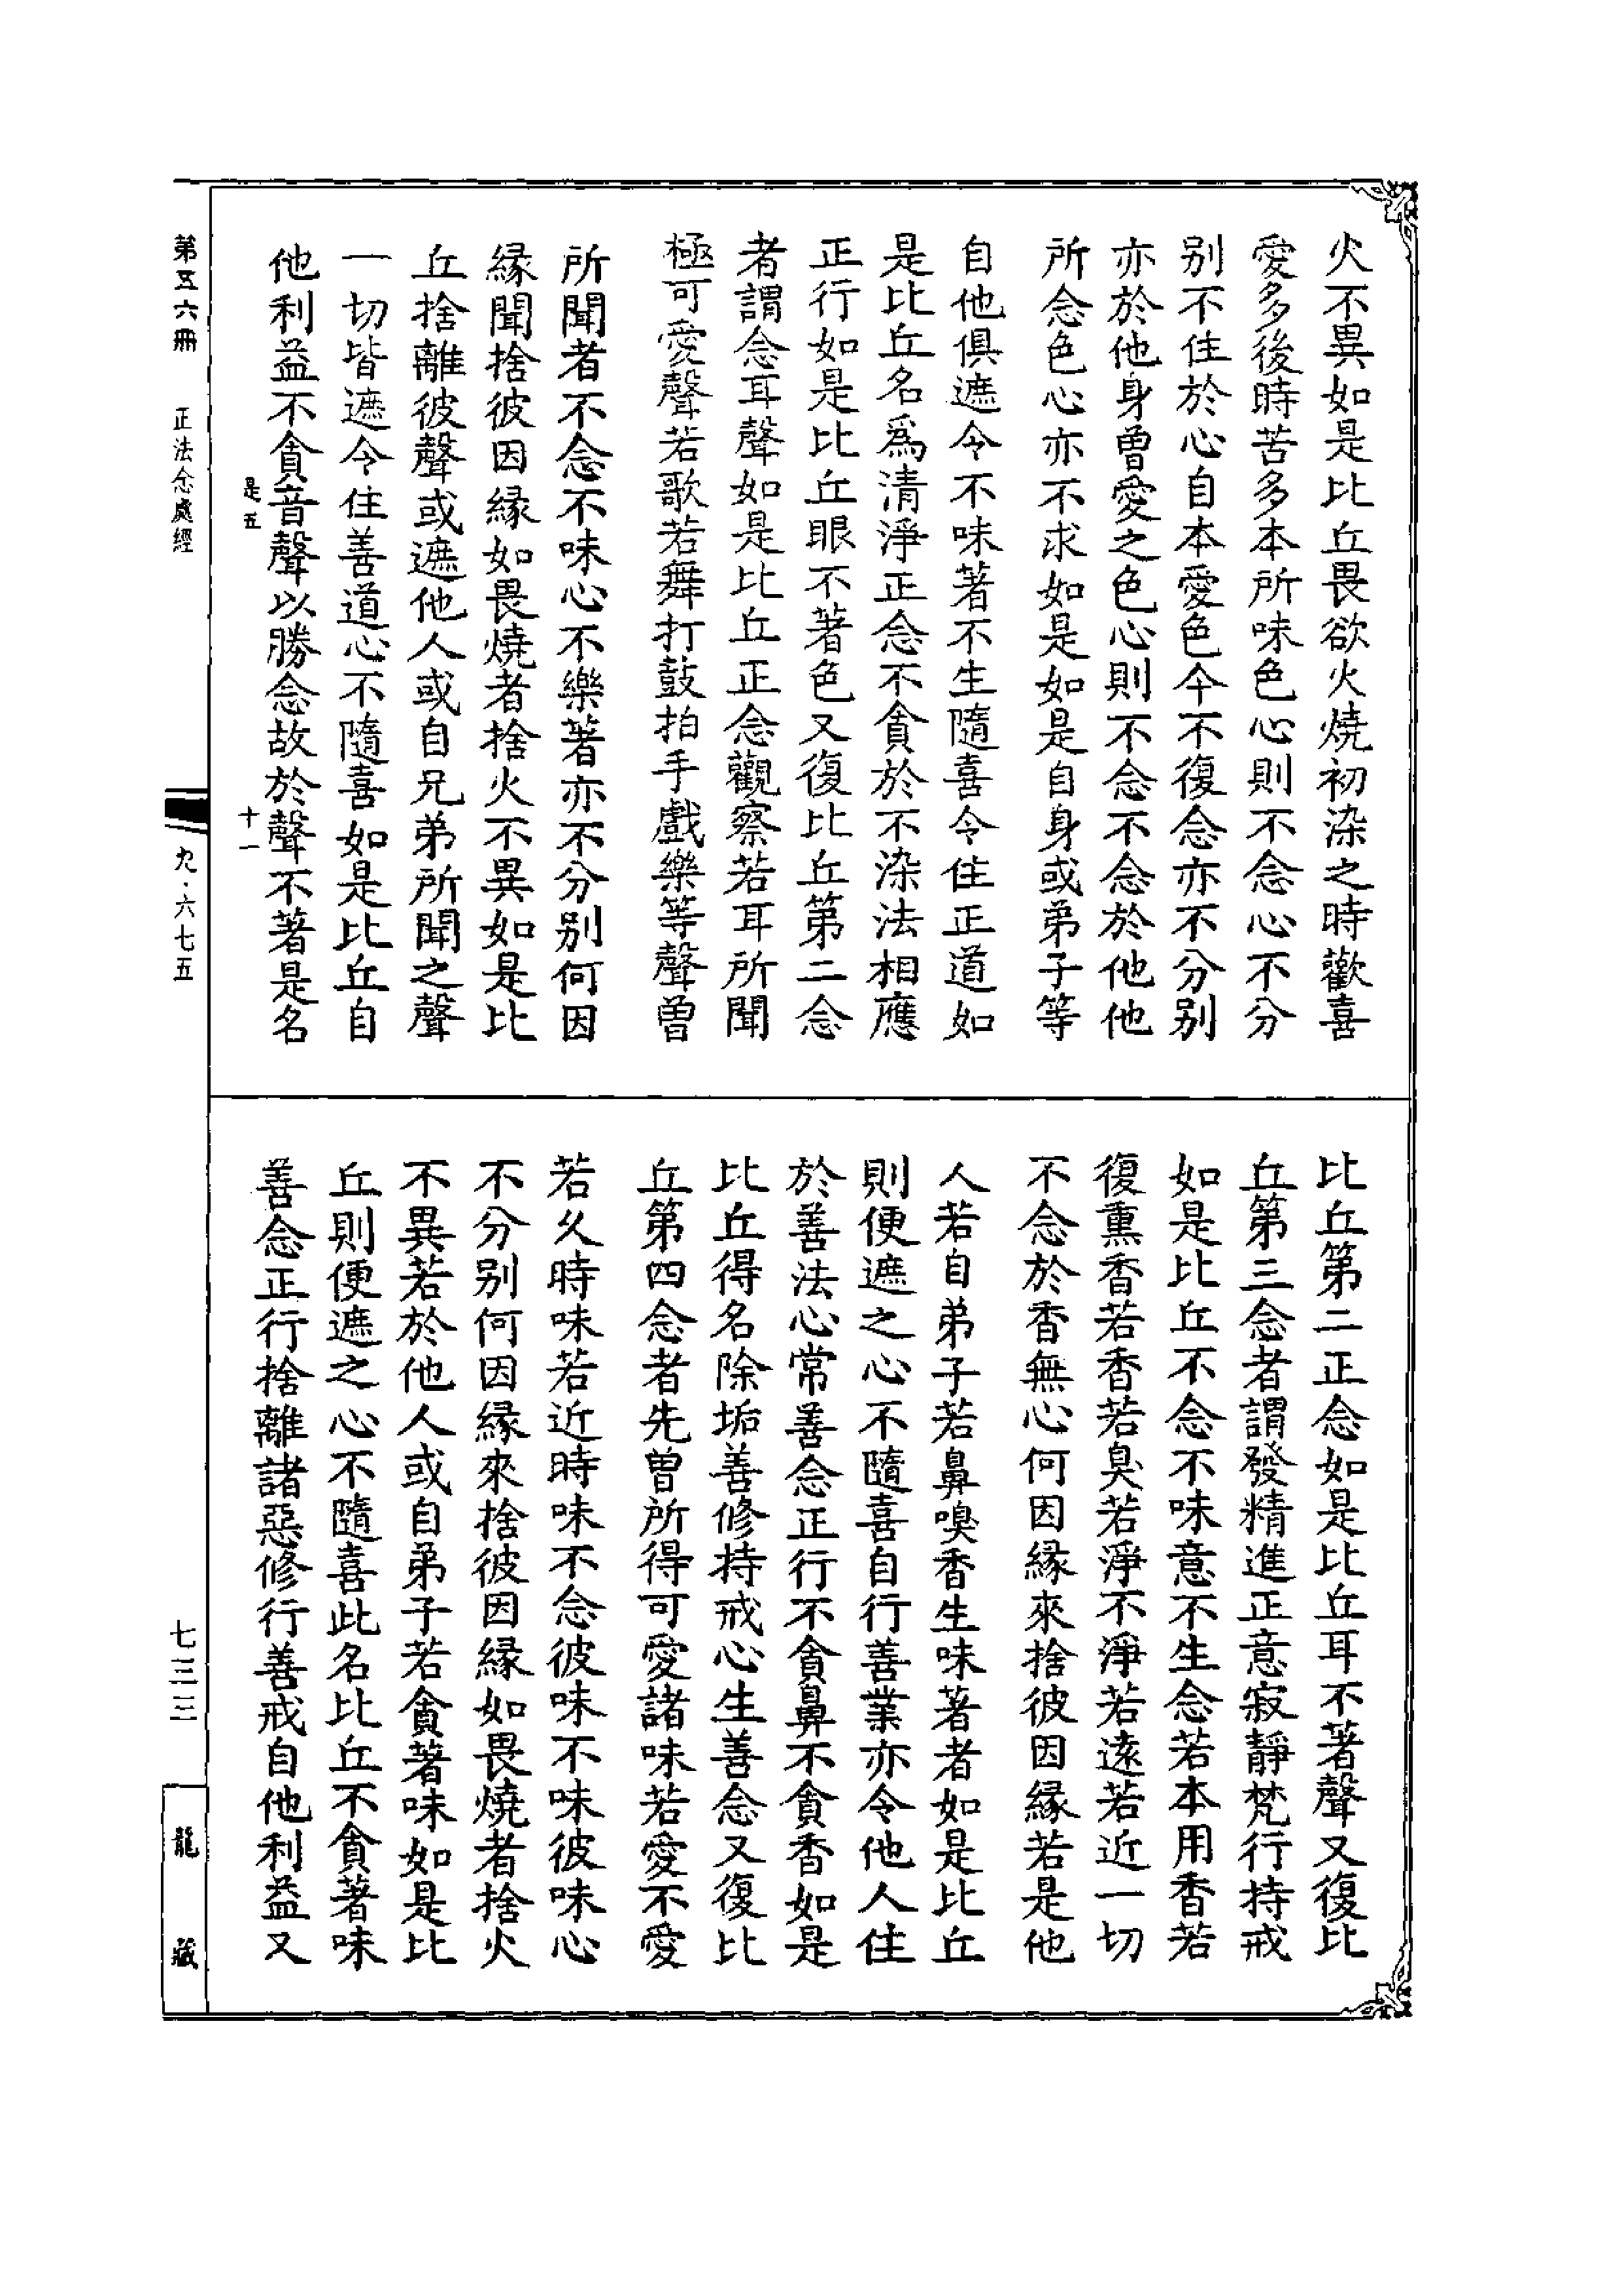 火不異如是比丘畏欲火燒初染之時歡喜
愛多後時苦多本所味色心則不念心不分
别不住於心自本愛色今不復念亦不分别
亦於他身曾愛之色心則不念不念於他他
所念色心亦不求如是如是自身或弟子等
自他俱遮令不味著不生隨喜令住正道如
是比丘名爲清淨正念不貪於不染法相應
正行如是比丘眼不著色又復比丘第二念
者謂念耳聲如是比丘正念觀察若耳所聞
極可愛聲若歌若舞打鼓拍手戲樂等聲曾
所聞者不念不味心不樂著亦不分别何因
緣聞捨彼因緣如畏燒者捨火不異如是比
丘捨離彼聲或遮他人或自兄弟所聞之聲
一切皆遮令住善道心不隨喜如是比丘自
他利益不貪音聲以勝念故於聲不著是名
是五
十一
比丘第二正念如是比丘耳不著聲又復比
丘第三念者謂發精進正意寂靜梵行持戒
如是比丘不念不味意不生念若本用香若
復熏香若香若臭若淨不淨若遠若近一切
不念於香無心何因緣來捨彼因緣若是他
人若自弟子若鼻嗅香生味著者如是比丘
則便遮之心不隨喜自行善業亦令他人住
於善法心常善念正行不貪鼻不貪香如是
比丘得名除垢善修持戒心生善念又復比
丘第四念者先曾所得可愛諸味若愛不愛
若久時味若近時味不念彼味不味彼味心
不分别何因緣來捨彼因緣如畏燒者捨火
不異若於他人或自弟子若貪著味如是比
丘則便遮之心不隨喜此名比丘不貪著味
善念正行捨離諸惡修行善戒自他利益又
第五六冊
正法念處經
九·六七五
七三三
龍藏